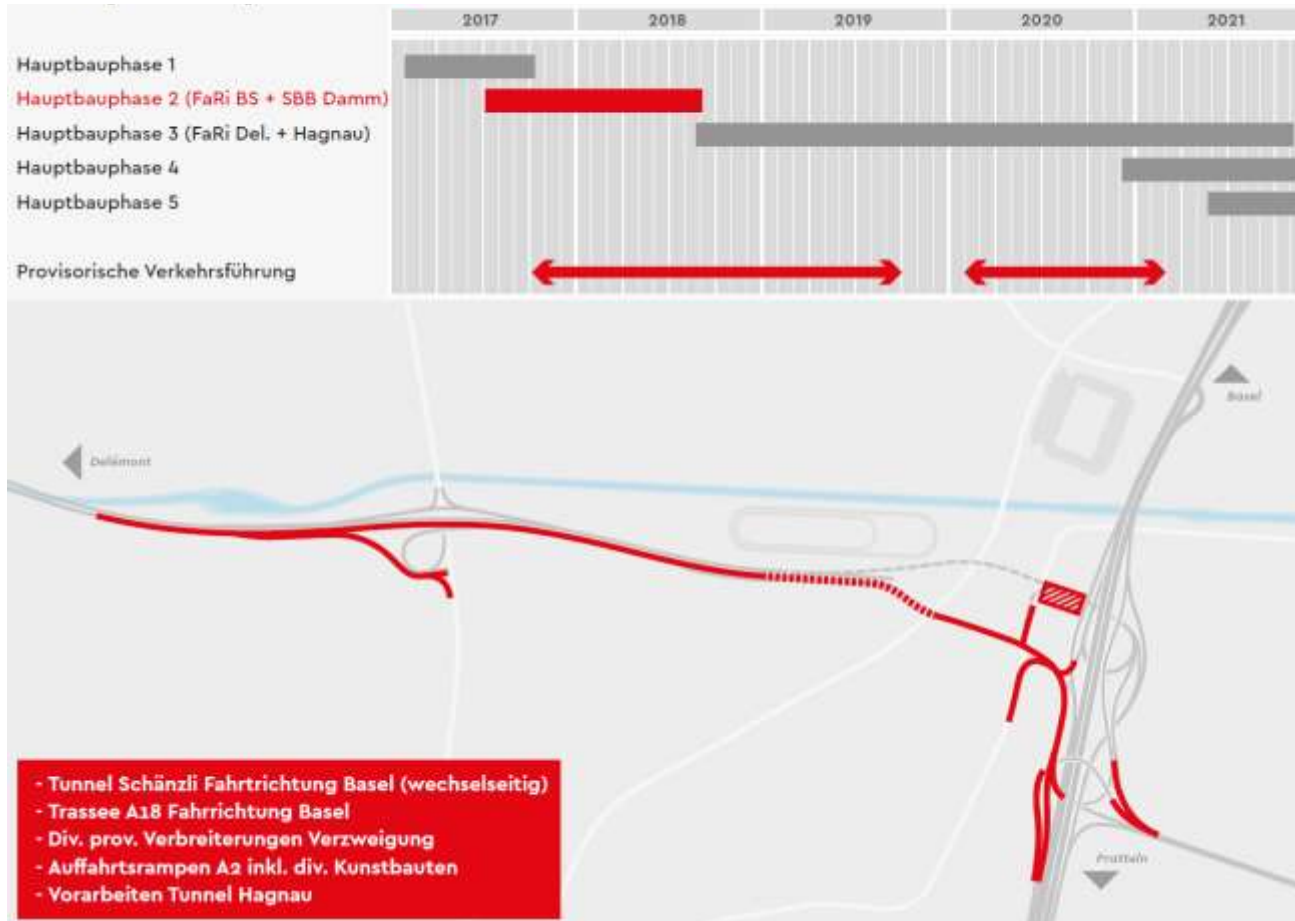 2017 2018 2019 2020 2021
Hauptbauphase 1
Hauptbauphase 2 (FaRi BS + SBB Damm)
Hauptbauphase 3 (FaRi Del. + Hagnau)
Hauptbauphase 4
Hauptbauphase 5
Provisorische Verkehrsführung
Basel
Delémont
- Tunnel Schänzli Fahrtrichtung Basel (wechselseitig)
- Trassee A18 Fahrrichtung Basel
- Div. prov. Verbreiterungen Verzweigung
- Auffahrtsrampen A2 inkl. div. Kunstbauten
- Vorarbeiten Tunnel Hagnau
Pratteln